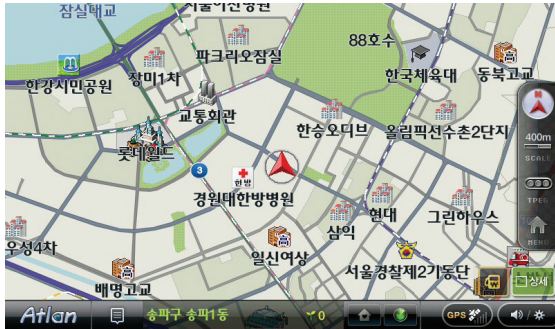 잠실대교
서울아산병원
88호수
파크리오잠실
한국체육대
동북고교
한강시민공원
장미1차
교통회관
400m
SCALE
한승오디브
올림픽선수촌2단지
롯데월드
3
TPEG
한방
경원대한방병원
현대
그린하우스
MENU
삼익
우성4차
일신여상
서울경찰제2기동단
배명고교
상세
Atlan
송파구 송파1동
0
GPS